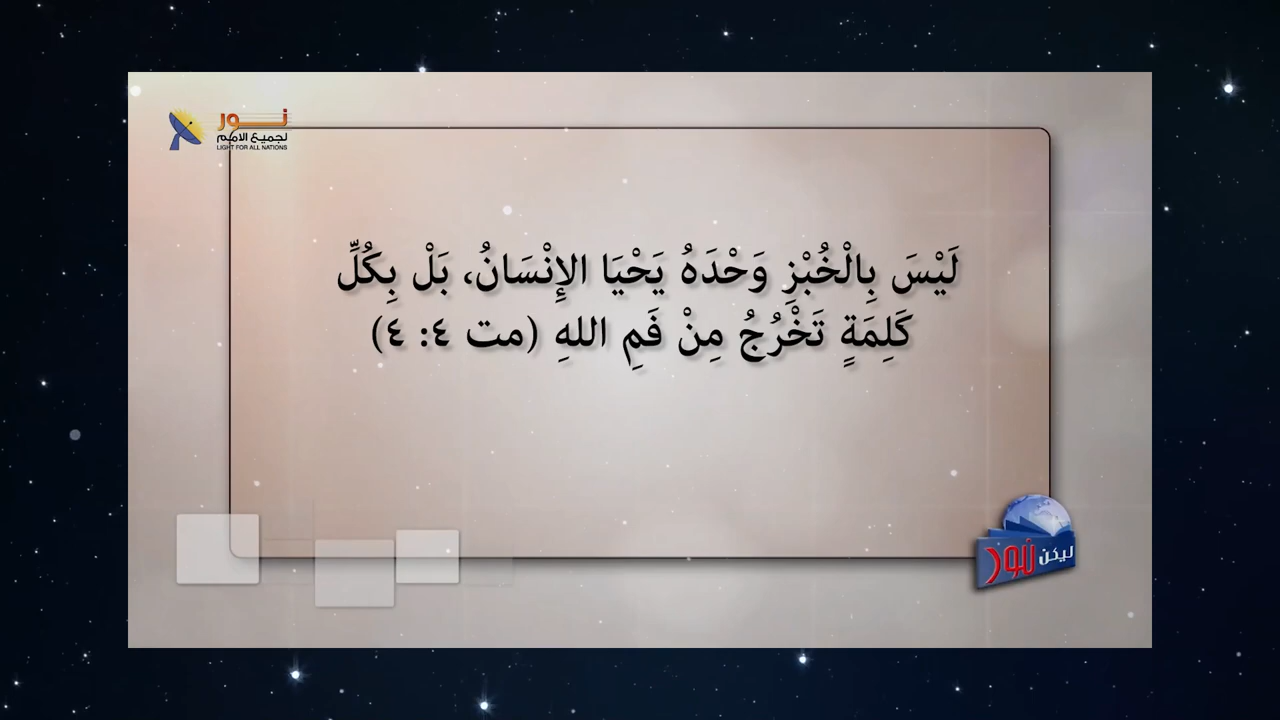 نور
لجميع الامم
LIGHT FOR ALL NATIONS
لَيْسَ بِالْخُبْزِ وَحْدَهُ يَحْيَا الإِنْسَانُ، بَلْ بِكُلِّ
كَلِمَةٍ تَخْرُجُ مِنْ فَمِ اللهِ (مت ٤: ٤)
ليكن نور